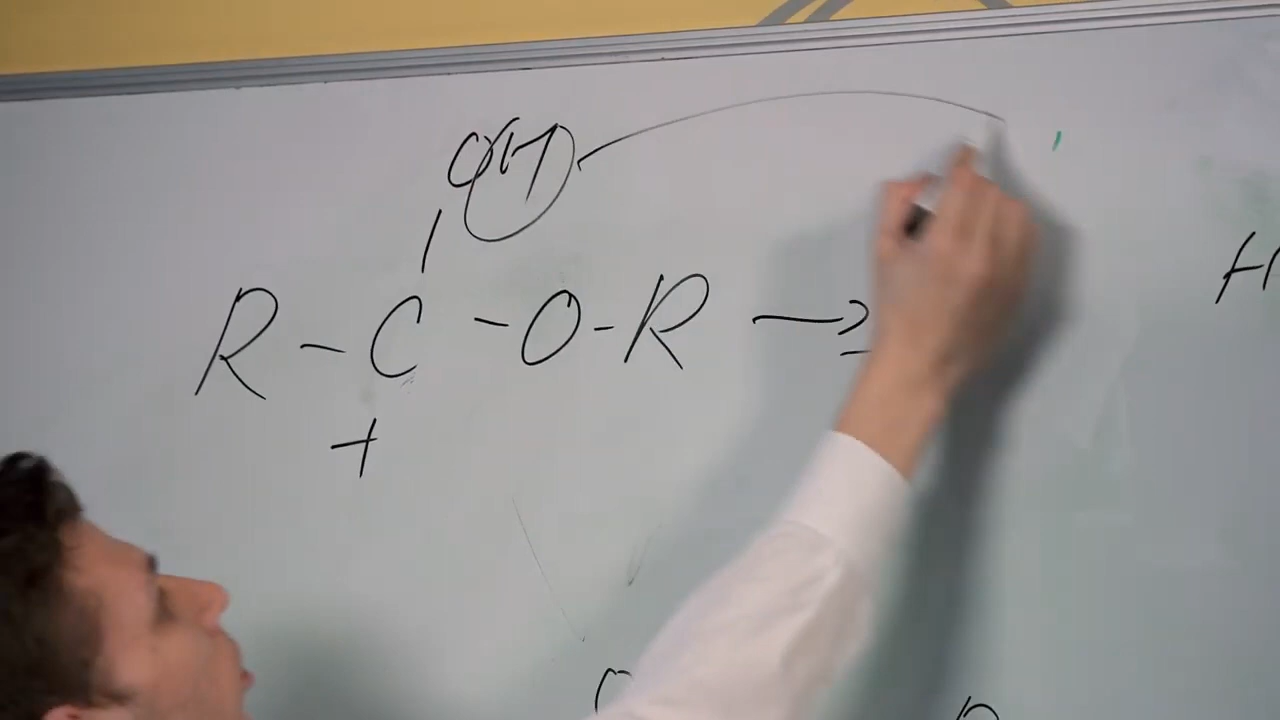 OH
R - C - O - R →
+